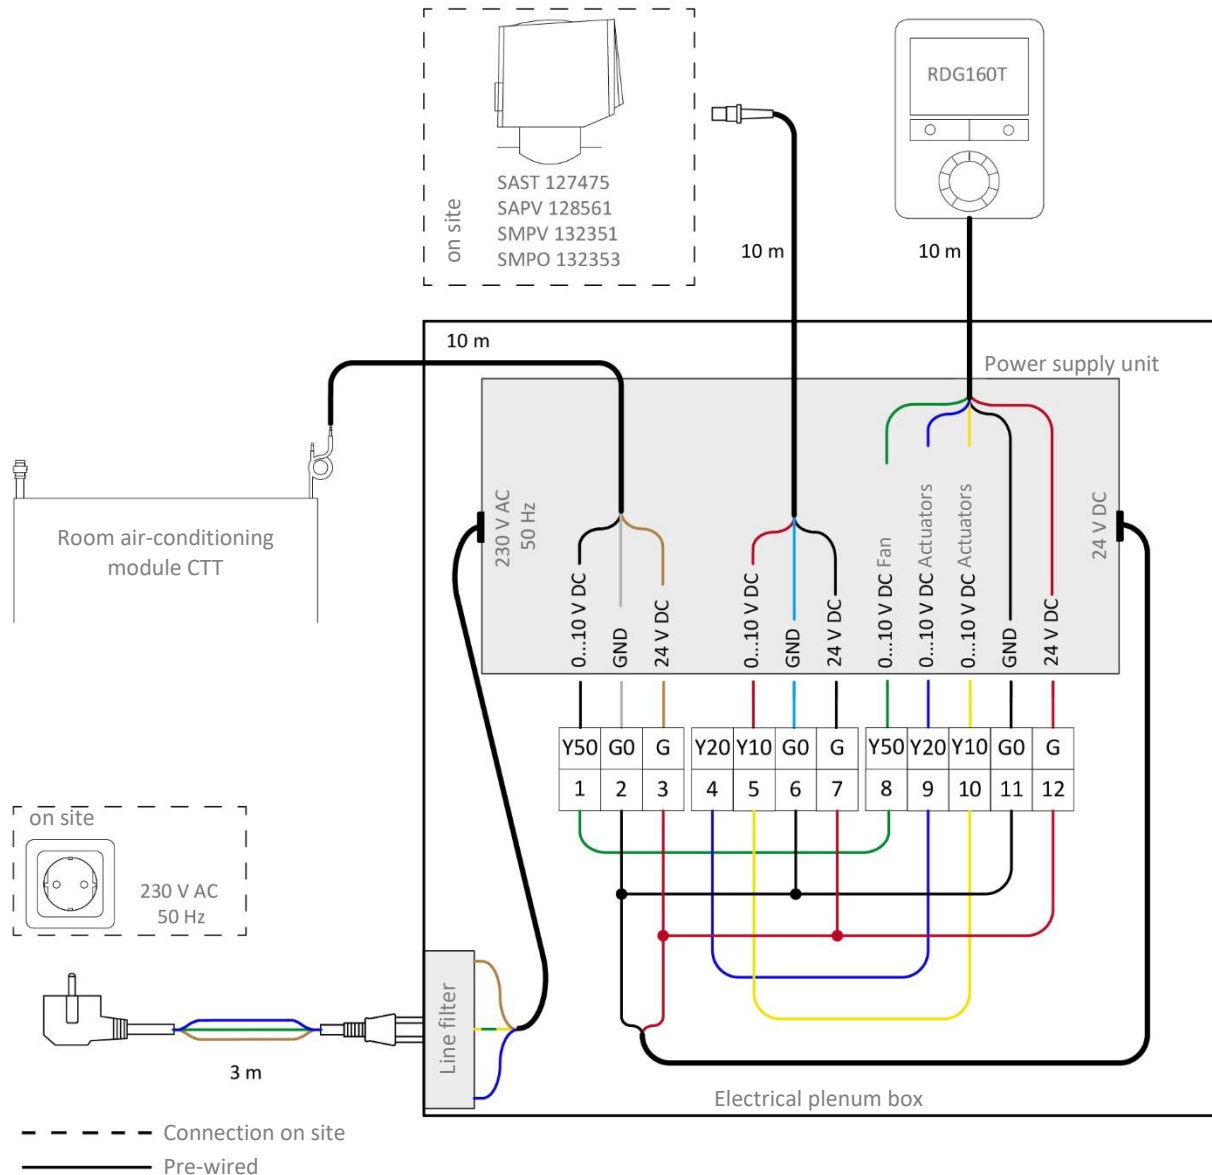 RDG160T
SAST 127475
SAPV 128561
SMPV 132351
SMPO 132353
on site
10 m
10 m
10 m
Power supply unit
Room air-conditioning
module CTT
230 V AC
50 Hz
0...10 V DC
GND
24 V DC
0...10 V DC
GND
24 V DC
0...10 V DC Fan
0...10 V DC Actuators
0...10 V DC Actuators
GND
24 V DC
24 V DC
Y50 G0 G Y20 Y10 G0 G Y50 Y20 Y10 G0 G
1 2 3 4 5 6 7 8 9 10 11 12
on site
230 V AC
50 Hz
Line filter
3 m
Electrical plenum box
Connection on site
Pre-wired